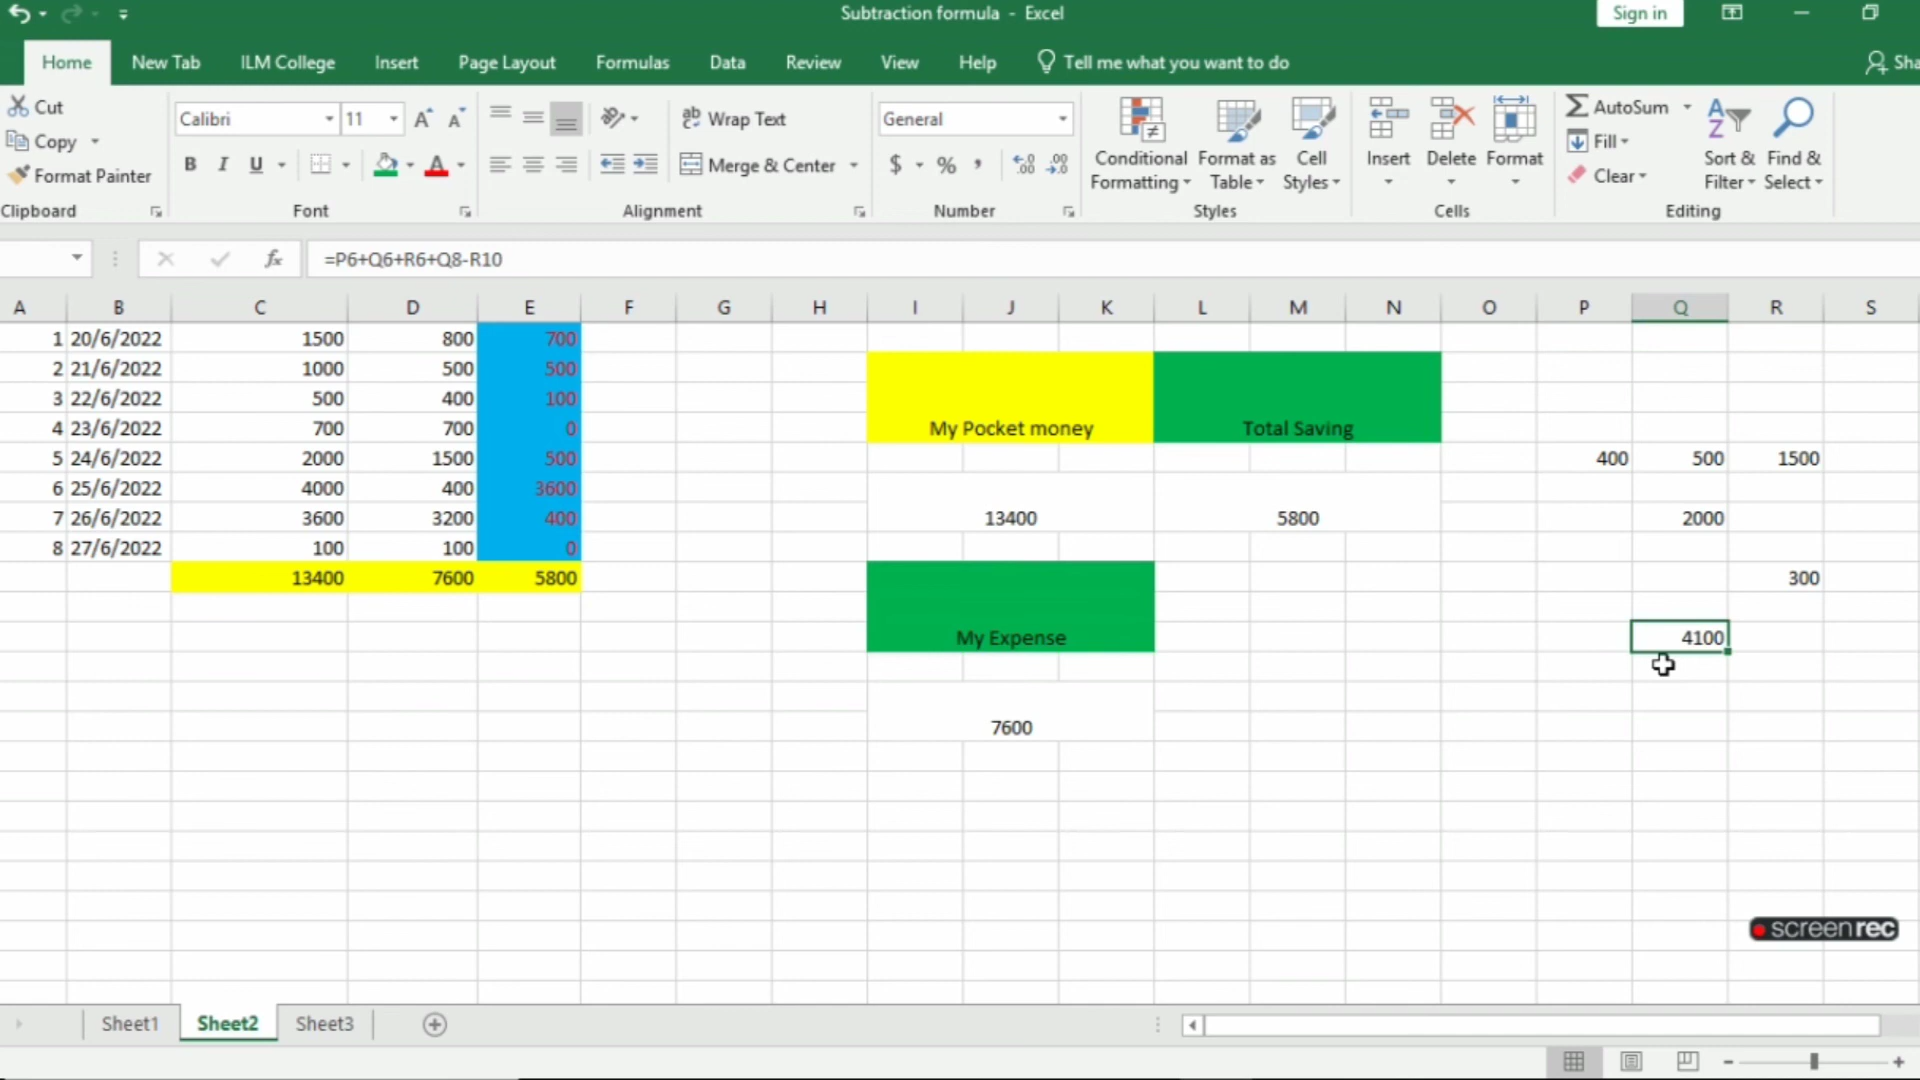 Subtraction formula - Excel
Sign in
Home New Tab ILM College Insert Page Layout Formulas Data Review View Help Tell me what you want to do
Cut
Copy
Format Painter
Clipboard
Calibri 11
B I U
Font
Wrap Text
Merge & Center
Alignment
General
$ % ,
Number
Conditional Formatting
Format as Table
Cell Styles
Styles
Insert
Delete
Format
Cells
AutoSum
Fill
Clear
Sort & Filter
Find & Select
Editing
fx =P6+Q6+R6+Q8-R10
A B C D E F G H I J K L M N O P Q R S
1 20/6/2022 1500 800 700
2 21/6/2022 1000 500 500
3 22/6/2022 500 400 100
4 23/6/2022 700 700 0 My Pocket money Total Saving
5 24/6/2022 2000 1500 500 400 500 1500
6 25/6/2022 4000 400 3600
7 26/6/2022 3600 3200 400 13400 5800 2000
8 27/6/2022 100 100 0
13400 7600 5800 300
My Expense 4100
7600
screenrec
Sheet1 Sheet2 Sheet3